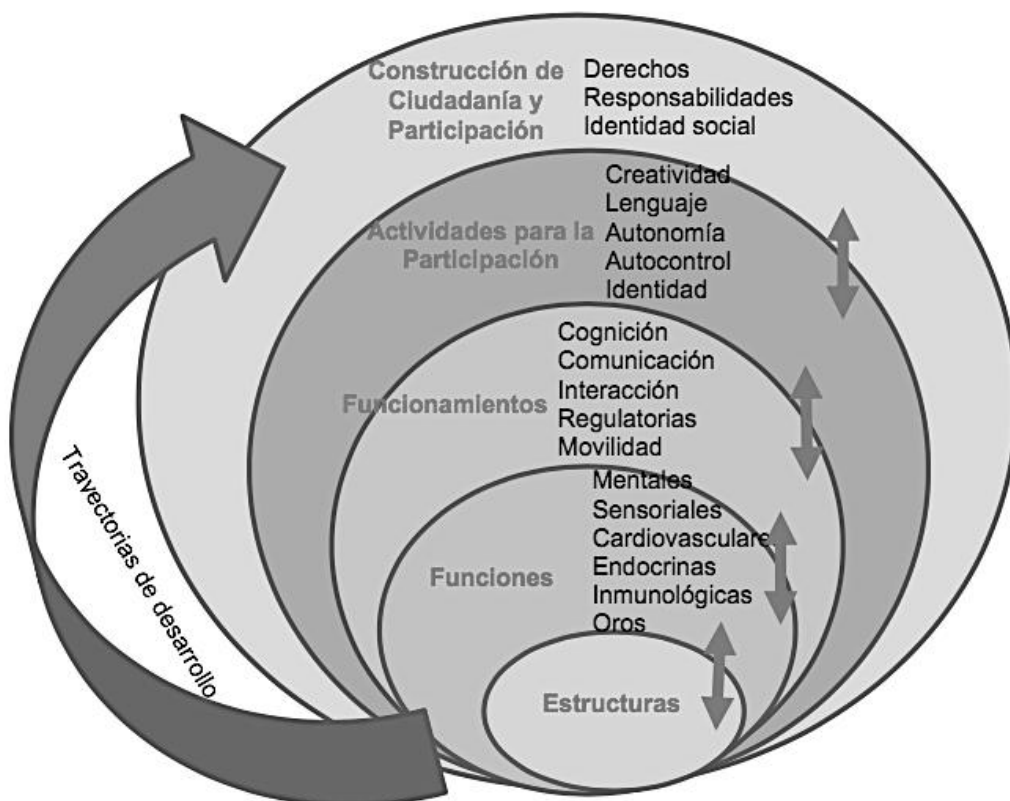 Construcción de
Ciudadanía y
Participación
Derechos
Responsabilidades
Identidad social
Actividades para la
Participación
Creatividad
Lenguaje
Autonomía
Autocontrol
Identidad
Funcionamientos
Cognición
Comunicación
Interacción
Regulatorias
Movilidad
Funciones
Mentales
Sensoriales
Cardiovasculare
Endocrinas
Inmunológicas
Oros
Estructuras
Travectorias de desarrollo